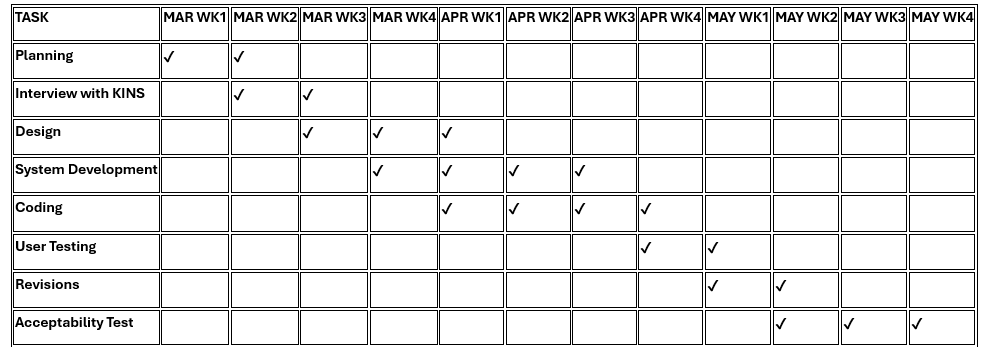 TASK MAR WK1 MAR WK2 MAR WK3 MAR WK4 APR WK1 APR WK2 APR WK3 APR WK4 MAY WK1 MAY WK2 MAY WK3 MAY WK4
Planning ✓ ✓
Interview with KINS ✓ ✓
Design ✓ ✓ ✓
System Development ✓ ✓ ✓ ✓
Coding ✓ ✓ ✓ ✓
User Testing ✓ ✓
Revisions ✓ ✓
Acceptability Test ✓ ✓ ✓